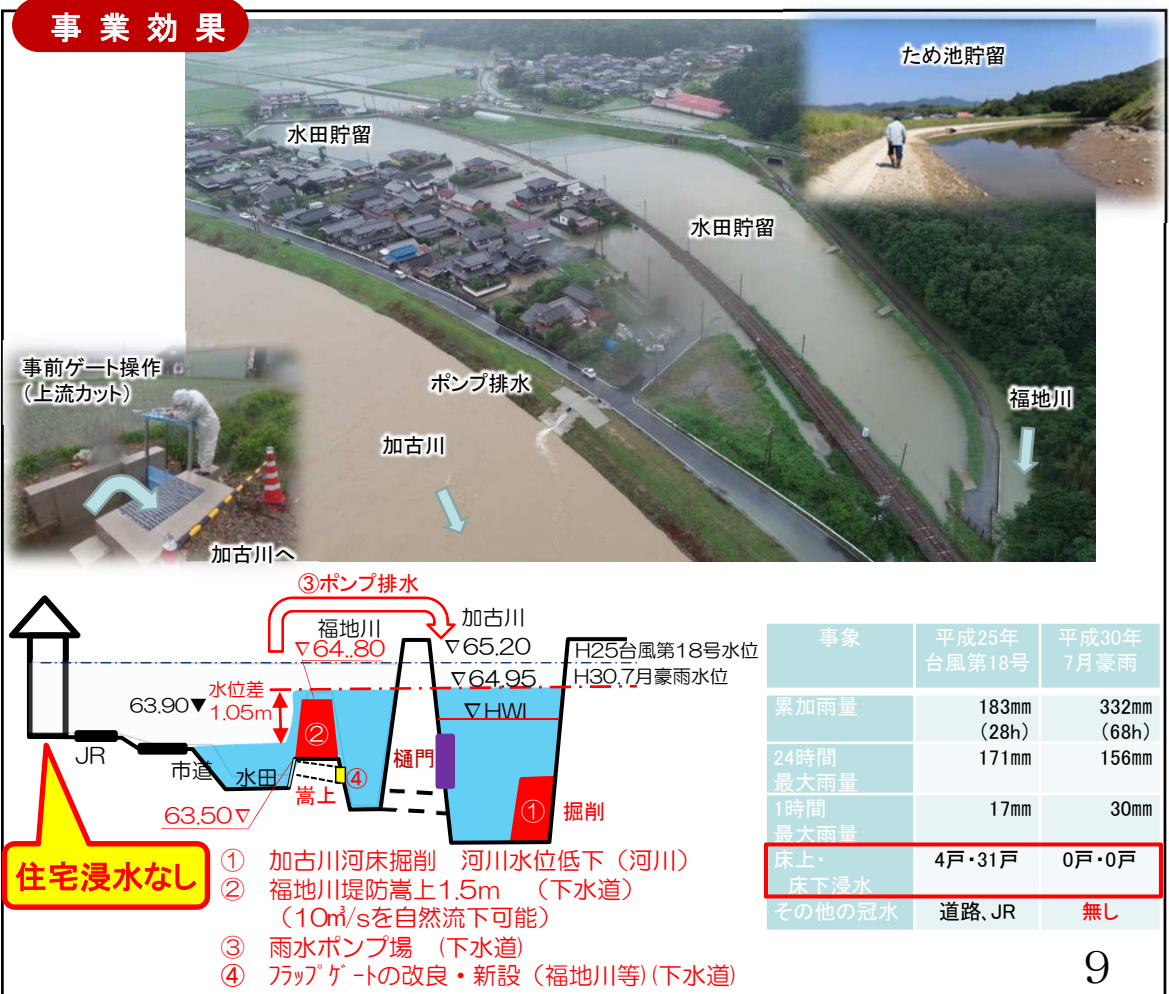 事業効果
ため池貯留
水田貯留
水田貯留
事前ゲート操作
(上流カット)
ポンプ排水
福地川
加古川
加古川へ
③ポンプ排水
福地川
加古川
▽64.80
▽65.20
H25台風第18号水位
▽64.95
H30.7月豪雨水位
水位差
1.05m
63.90▼
▽HWl
②
樋門
JR
市道
水田
④
嵩上
63.50▽
①
掘削
住宅浸水なし
① 加古川河床掘削 河川水位低下（河川）
② 福地川堤防嵩上1.5m （下水道）
（10㎥/sを自然流下可能）
③ 雨水ポンプ場 (下水道)
④ フラップゲートの改良・新設（福地川等)(下水道)
事象 平成25年 平成30年
台風第18号 7月豪雨
累加雨量 183mm 332mm
(28h) (68h)
24時間 171mm 156mm
最大雨量
1時間 17mm 30mm
最大雨量
床上・ 4戸・31戸 0戸・0戸
床下浸水
その他の冠水 道路、JR 無し
9